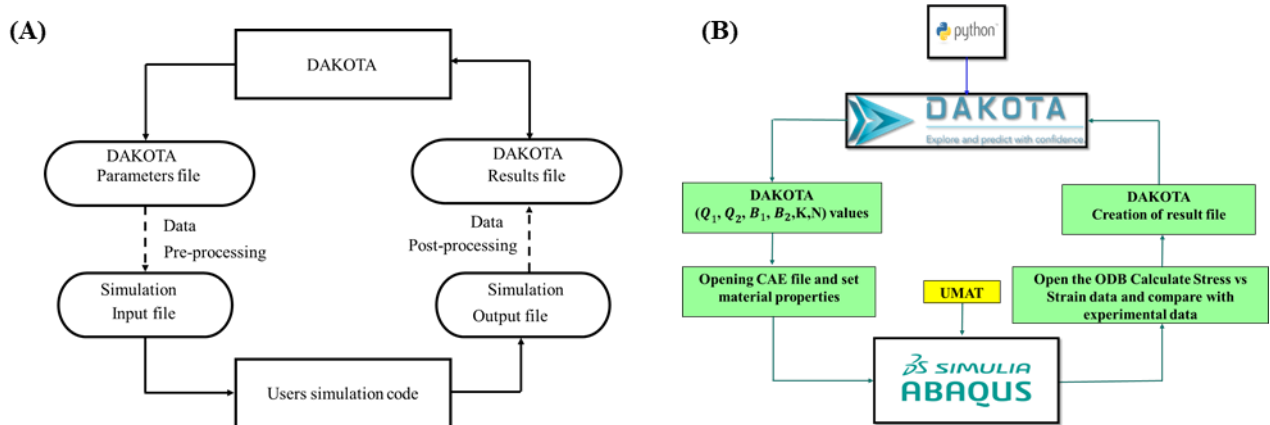 (A)
DAKOTA
DAKOTA
Parameters file
DAKOTA
Results file
Data
Pre-processing
Data
Post-processing
Simulation
Input file
Simulation
Output file
Users simulation code
(B)
python™
DAKOTA
Explore and predict with confidence.
DAKOTA
(Q₁, Q₂, B₁, B₂,K,N) values
DAKOTA
Creation of result file
Opening CAE file and set
material properties
UMAT
Open the ODB Calculate Stress vs
Strain data and compare with
experimental data
3S SIMULIA
ABAQUS